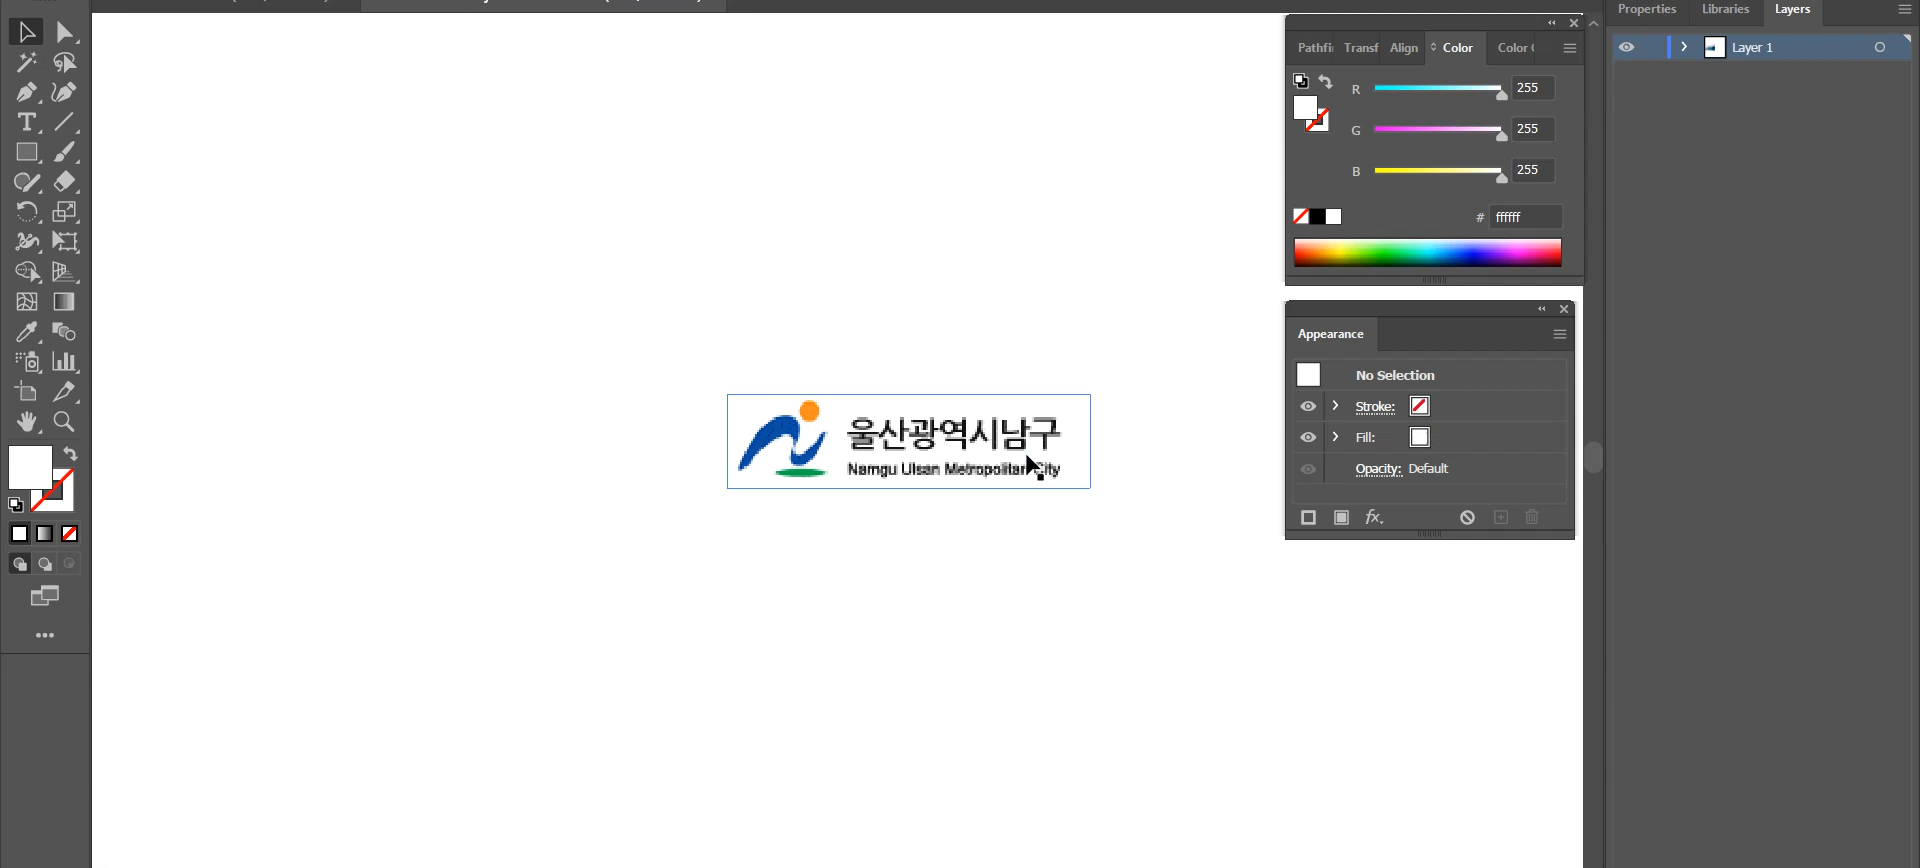 Properties
Libraries
Layers
Layer 1
Pathfi
Transf
Align
Color
Color
R
255
G
255
B
255
# ffffff
울산광역시남구
Namgu Ulsan Metropolitan City
Appearance
No Selection
Stroke:
Fill:
Opacity: Default
fx